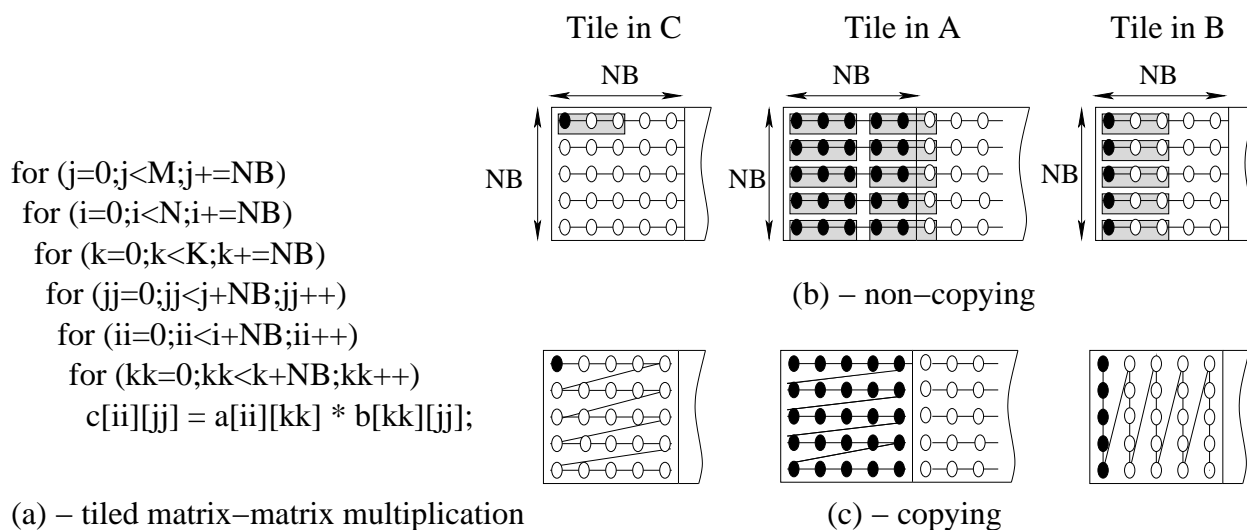 Tile in C
Tile in A
Tile in B
NB
NB
NB
NB
NB
NB
for (j=0;j<M;j+=NB)
for (i=0;i<N;i+=NB)
for (k=0;k<K;k+=NB)
for (jj=0;jj<j+NB;jj++)
for (ii=0;ii<i+NB;ii++)
for (kk=0;kk<k+NB;kk++)
c[ii][jj] = a[ii][kk] * b[kk][jj];
(a) – tiled matrix–matrix multiplication
(b) – non–copying
(c) – copying